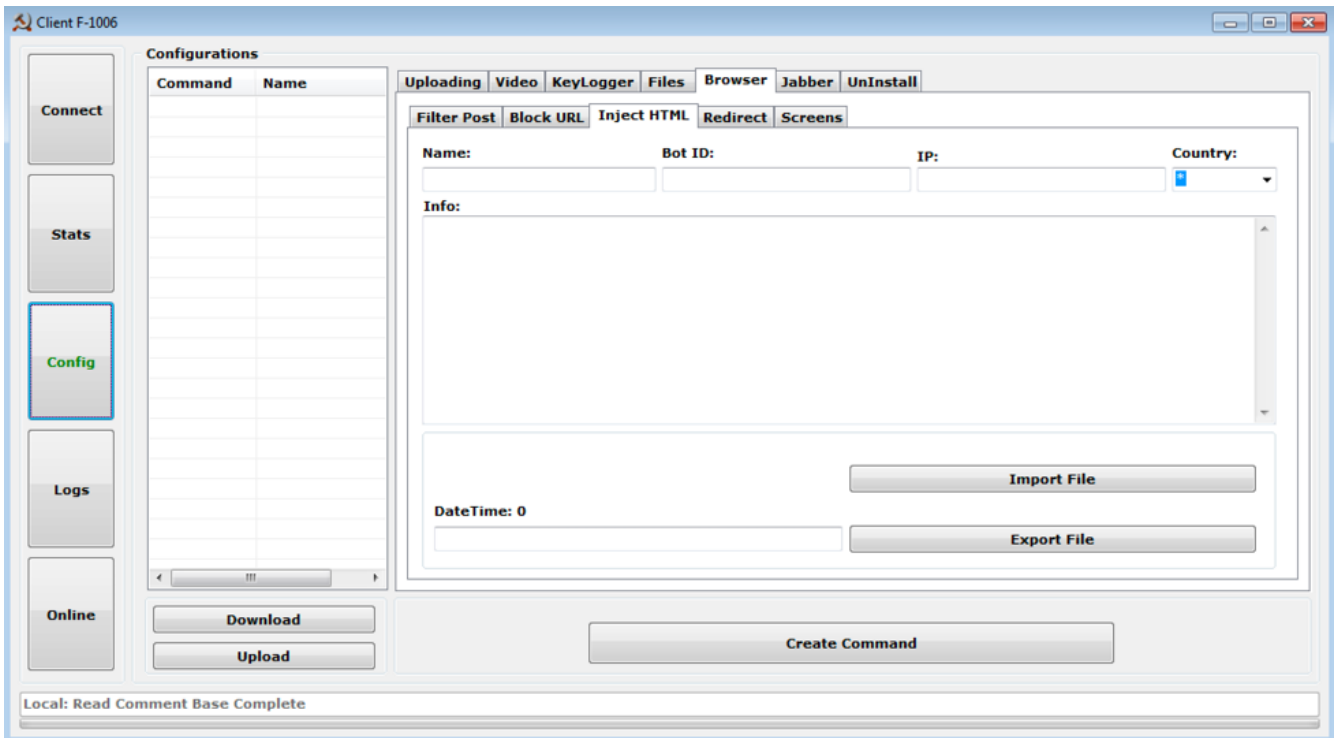 Client F-1006
Configurations
Connect
Stats
Config
Logs
Online
Command Name
Download
Upload
Uploading Video KeyLogger Files Browser Jabber UnInstall
Filter Post Block URL Inject HTML Redirect Screens
Name: Bot ID: IP: Country:
*
Info:
Import File
DateTime: 0
Export File
Create Command
Local: Read Comment Base Complete